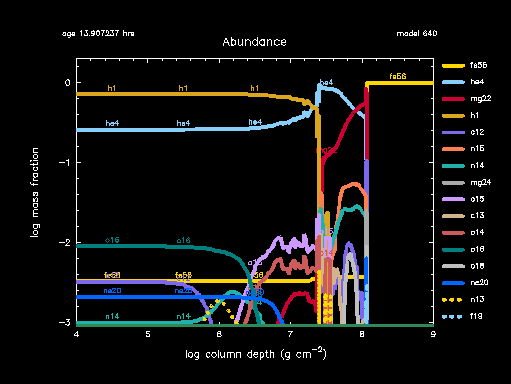 age 13.907237 hrs
model 640
Abundance
fe56
he4
mg22
h1
c12
n15
n14
mg24
o15
c13
o14
o16
o18
ne20
n13
f19
log mass fraction
0
−1
−2
−3
h1 h1 h1 he4
he4 he4 he4
fe56
o16 o16
fe56 fe56
ne20
n14 n14
4 5 6 7 8 9
log column depth (g cm−2)